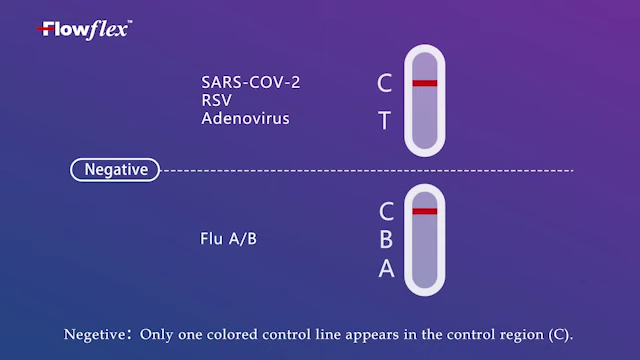 Flowflex™
SARS-COV-2
RSV
Adenovirus
C
T
Negative
Flu A/B
C
B
A
Negetive：Only one colored control line appears in the control region (C).